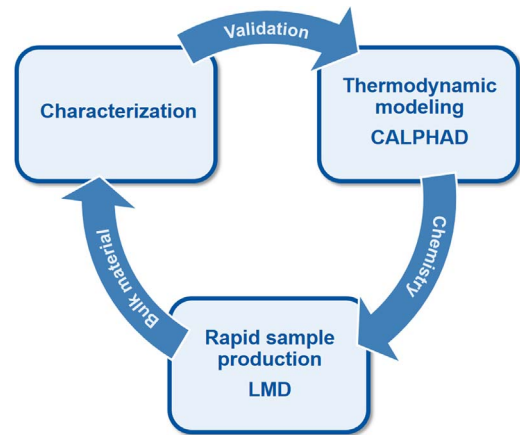 Validation
Characterization
Thermodynamic
modeling
CALPHAD
Chemistry
Bulk material
Rapid sample
production
LMD